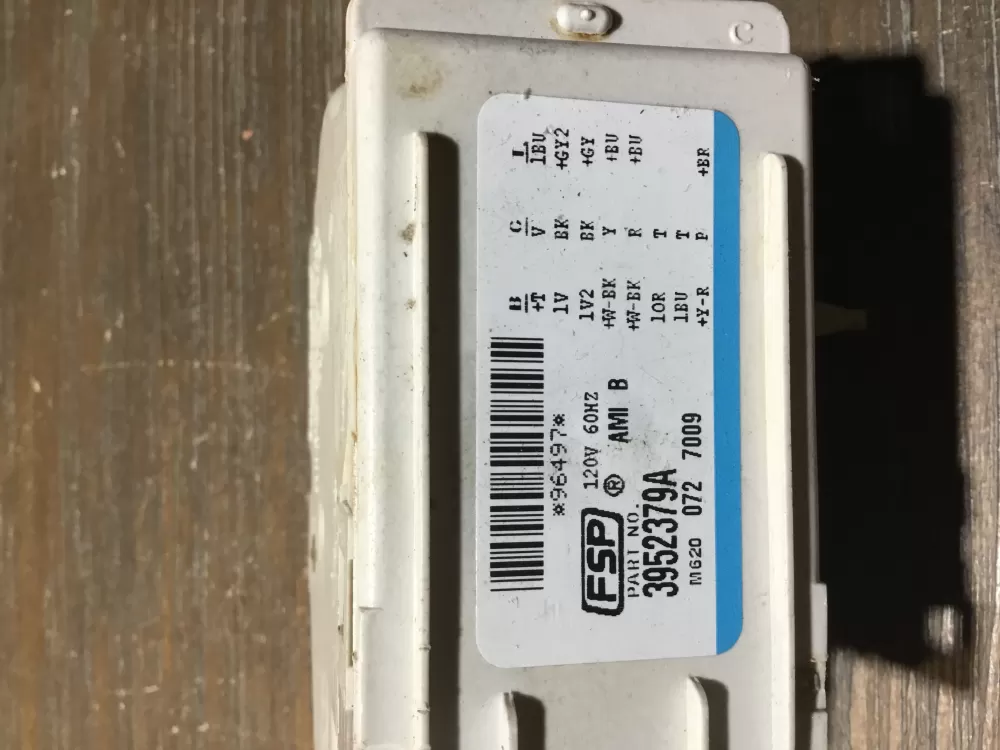 C
B C T
+T V 1BU
1V BK +GY2
1V2 BK +GY
+W-BK Y +BU
+W-BK R +BU
1OR T
1BU T
+Y-R P +BR
*96497*
120V 60HZ
FSP ® AMI B
PART NO.
3952379A
M620 072 7009